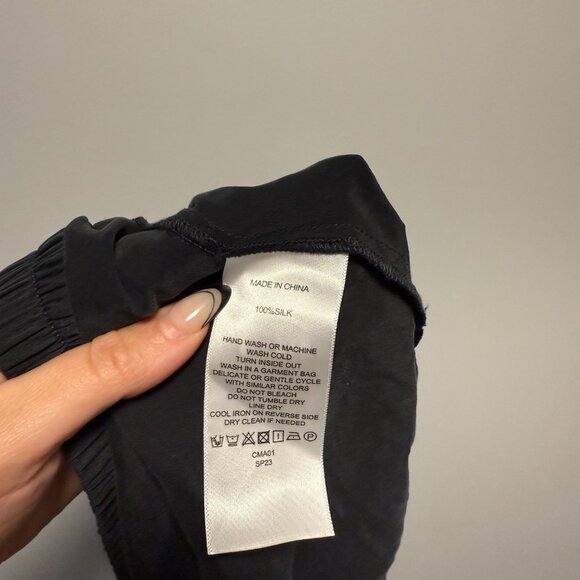 MADE IN CHINA
100%SILK
HAND WASH OR MACHINE
WASH COLD
TURN INSIDE OUT
WASH IN A GARMENT BAG
DELICATE OR GENTLE CYCLE
WITH SIMILAR COLORS
DO NOT BLEACH
DO NOT TUMBLE DRY
LINE DRY
COOL IRON ON REVERSE SIDE
DRY CLEAN IF NEEDED
P
CMA01
SP23